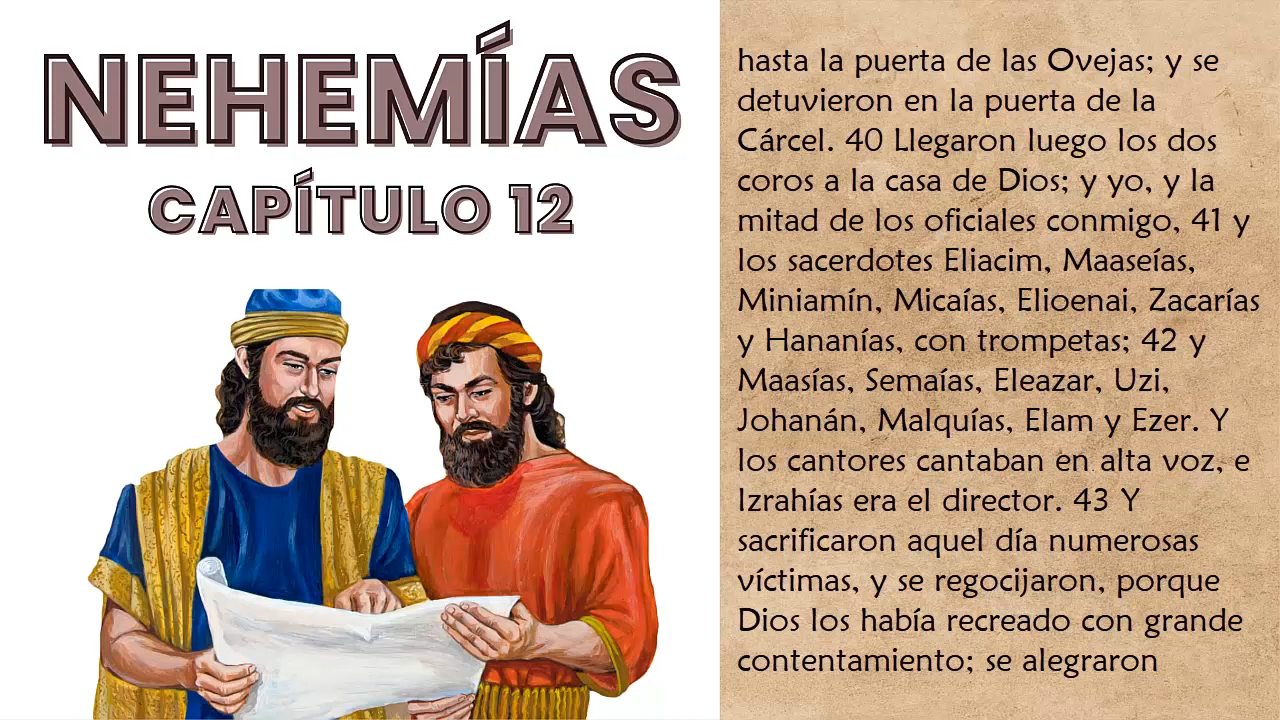 NEHEMÍAS
CAPÍTULO 12
hasta la puerta de las Ovejas; y se
detuvieron en la puerta de la
Cárcel. 40 Llegaron luego los dos
coros a la casa de Dios; y yo, y la
mitad de los oficiales conmigo, 41 y
los sacerdotes Eliacim, Maaseías,
Miniamín, Micaías, Elioenai, Zacarías
y Hananías, con trompetas; 42 y
Maasías, Semaías, Eleazar, Uzi,
Johanán, Malquías, Elam y Ezer. Y
los cantores cantaban en alta voz, e
Izrahías era el director. 43 Y
sacrificaron aquel día numerosas
víctimas, y se regocijaron, porque
Dios los había recreado con grande
contentamiento; se alegraron